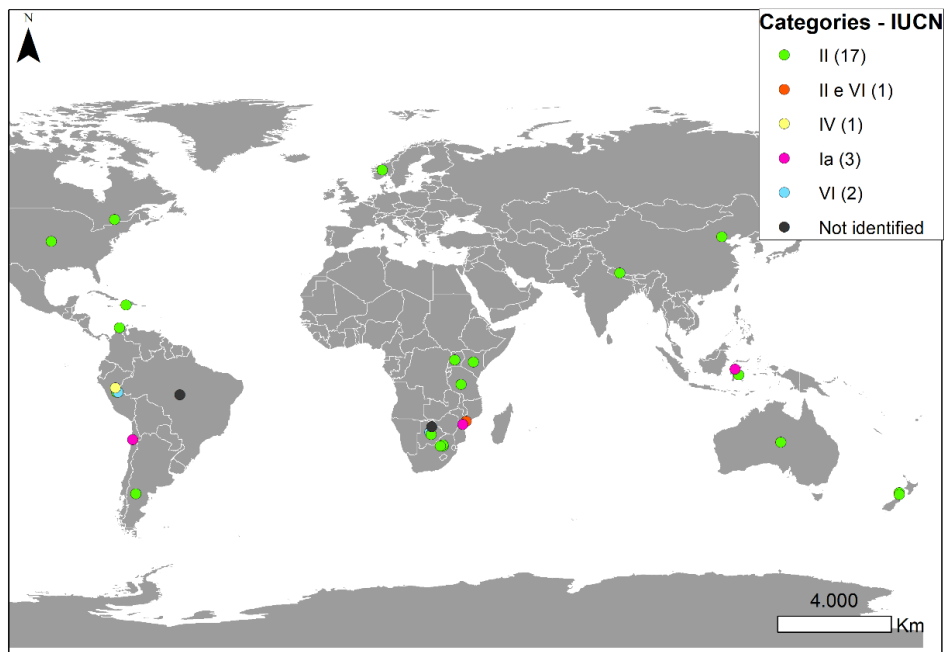 N
Categories - IUCN
II (17)
II e VI (1)
IV (1)
Ia (3)
VI (2)
Not identified
4.000
Km